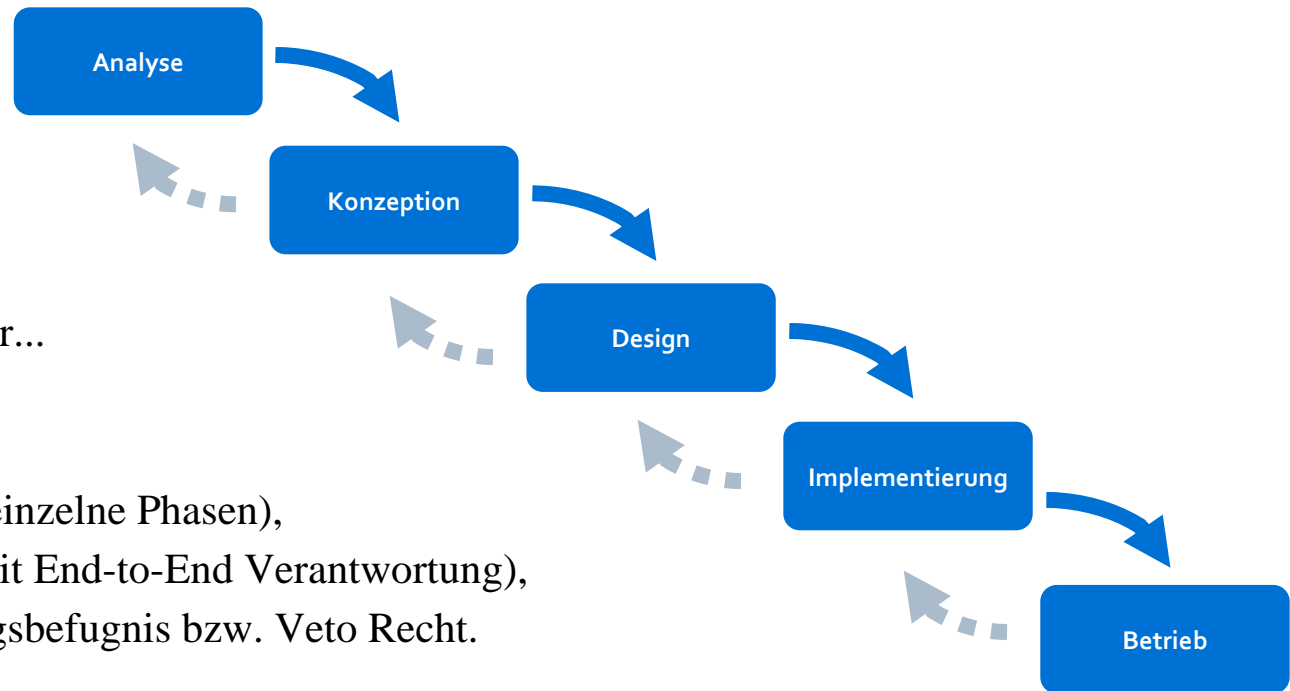 Analyse
Konzeption
r...
Design
Implementierung
einzelne Phasen),
it End-to-End Verantwortung),
gsbefugnis bzw. Veto Recht.
Betrieb